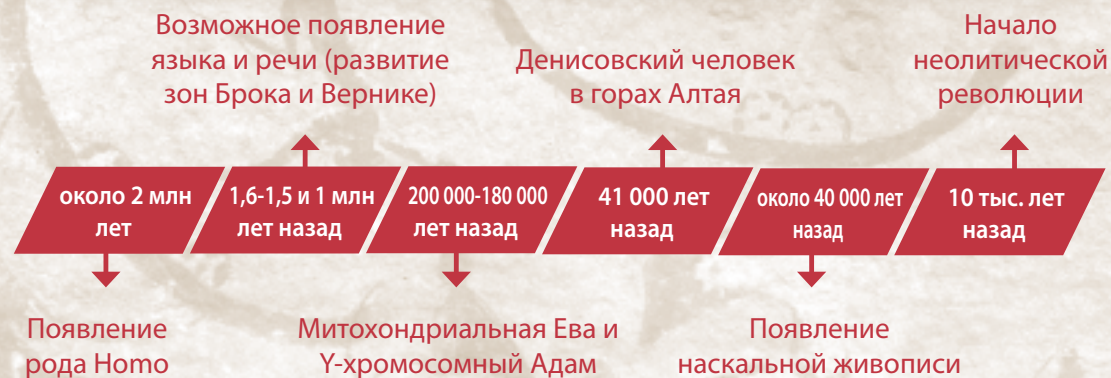 Возможное появление
языка и речи (развитие
зон Брока и Вернике)
Денисовский человек
в горах Алтая
Начало
неолитической
революции
около 2 млн
лет
1,6-1,5 и 1 млн
лет назад
200 000-180 000
лет назад
41 000 лет
назад
около 40 000 лет
назад
10 тыс. лет
назад
Появление
рода Homo
Митохондриальная Ева и
Y-хромосомный Адам
Появление
наскальной живописи